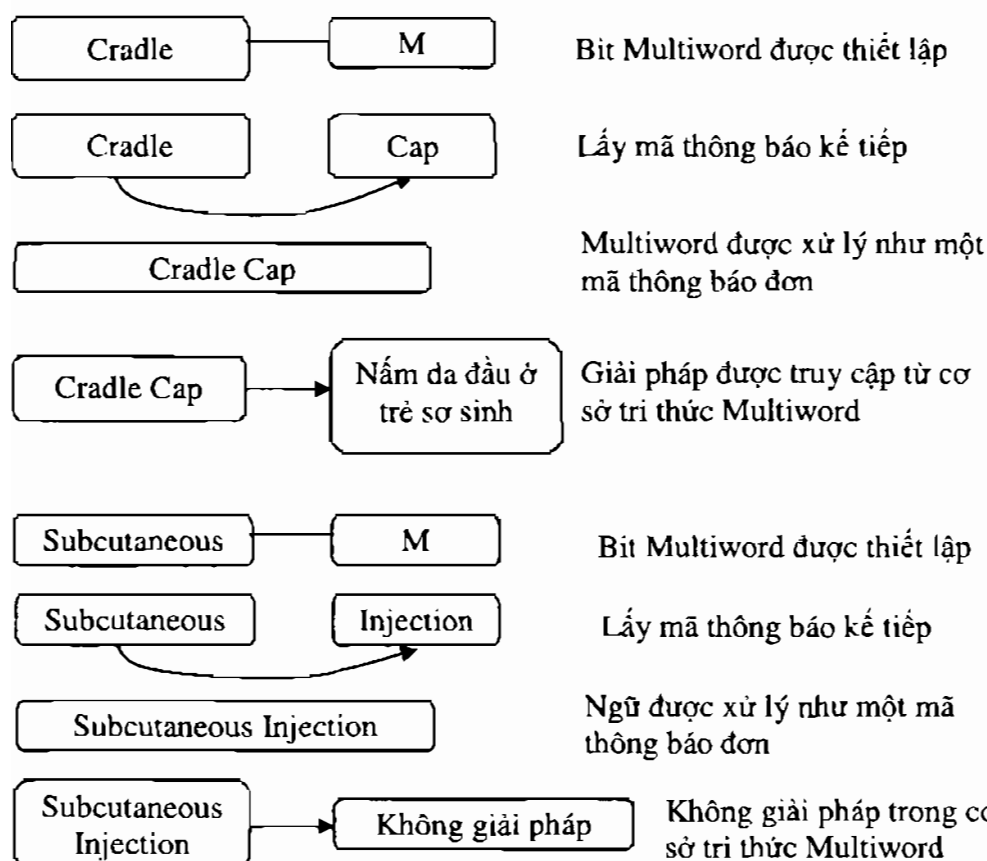 Cradle M Bit Multiword được thiết lập
Cradle Cap Lấy mã thông báo kế tiếp
Cradle Cap
Multiword được xử lý như một
mã thông báo đơn
Cradle Cap
Nấm da đầu ở
trẻ sơ sinh
Giải pháp được truy cập từ cơ
sở tri thức Multiword
Subcutaneous M Bit Multiword được thiết lập
Subcutaneous Injection Lấy mã thông báo kế tiếp
Subcutaneous Injection
Ngữ được xử lý như một mã
thông báo đơn
Subcutaneous
Injection
Không giải pháp
Không giải pháp trong cơ
sở tri thức Multiword